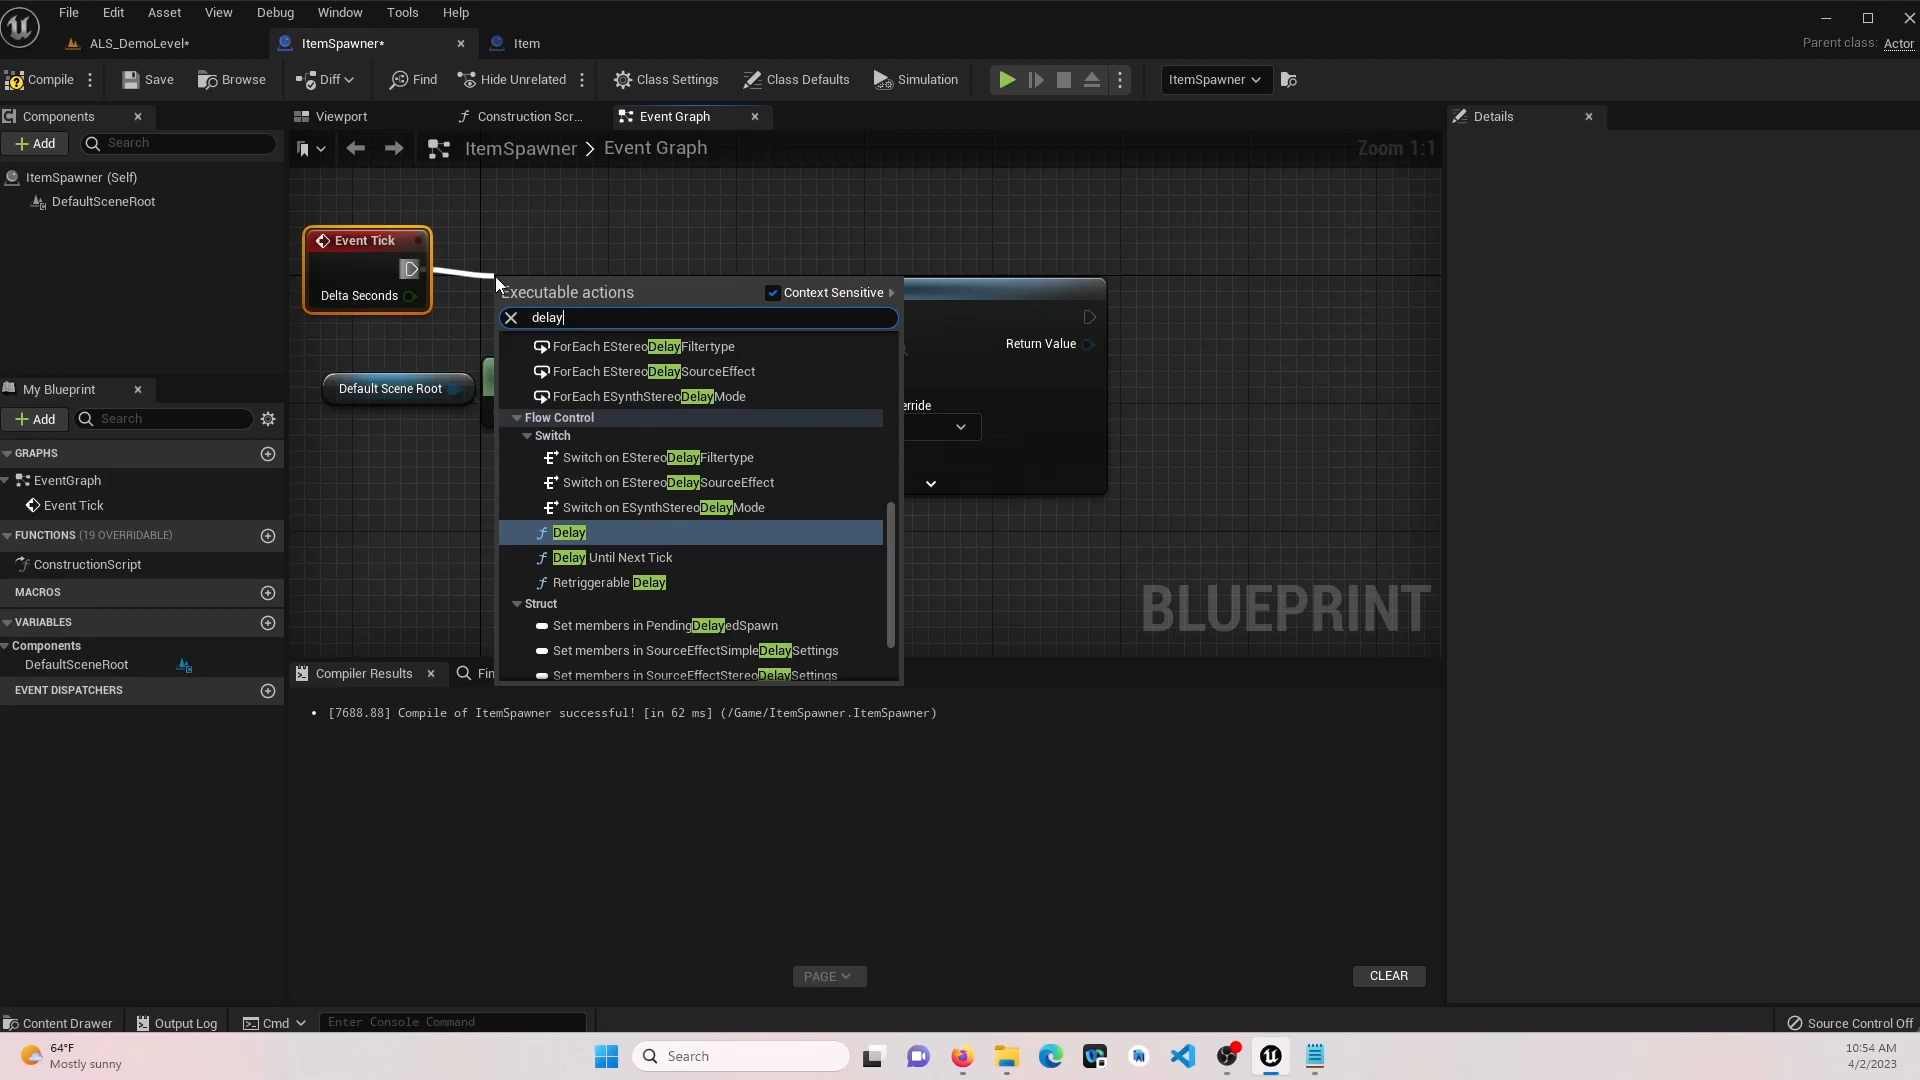 File Edit Asset View Debug Window Tools Help
ALS_DemoLevel* ItemSpawner* Item
Parent class: Actor
Compile Save Browse Diff Find Hide Unrelated Class Settings Class Defaults Simulation ItemSpawner
Components Viewport Construction Scr... Event Graph Details
Add Search
ItemSpawner > Event Graph Zoom 1:1
ItemSpawner (Self)
DefaultSceneRoot
Event Tick
Delta Seconds
Default Scene Root
Executable actions Context Sensitive
delay
ForEach EStereoDelayFiltertype
ForEach EStereoDelaySourceEffect
ForEach ESynthStereoDelayMode
Flow Control
Switch
Switch on EStereoDelayFiltertype
Switch on EStereoDelaySourceEffect
Switch on ESynthStereoDelayMode
Delay
Delay Until Next Tick
Retriggerable Delay
Struct
Set members in PendingDelayedSpawn
Set members in SourceEffectSimpleDelaySettings
Set members in SourceEffectStereoDelaySettings
Return Value
erride
BLUEPRINT
My Blueprint
Add Search
GRAPHS
EventGraph
Event Tick
FUNCTIONS (19 OVERRIDABLE)
ConstructionScript
MACROS
VARIABLES
Components
DefaultSceneRoot
EVENT DISPATCHERS
Compiler Results Fin
• [7688.88] Compile of ItemSpawner successful! [in 62 ms] (/Game/ItemSpawner.ItemSpawner)
PAGE CLEAR
Content Drawer Output Log Cmd Enter Console Command Source Control Off
64°F
Mostly sunny
Search
10:54 AM
4/2/2023